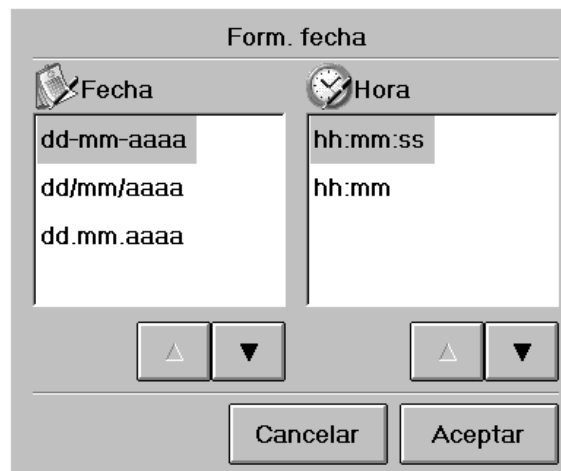 Form. fecha
Fecha
dd-mm-aaaa
dd/mm/aaaa
dd.mm.aaaa
Hora
hh:mm:ss
hh:mm
Cancelar
Aceptar